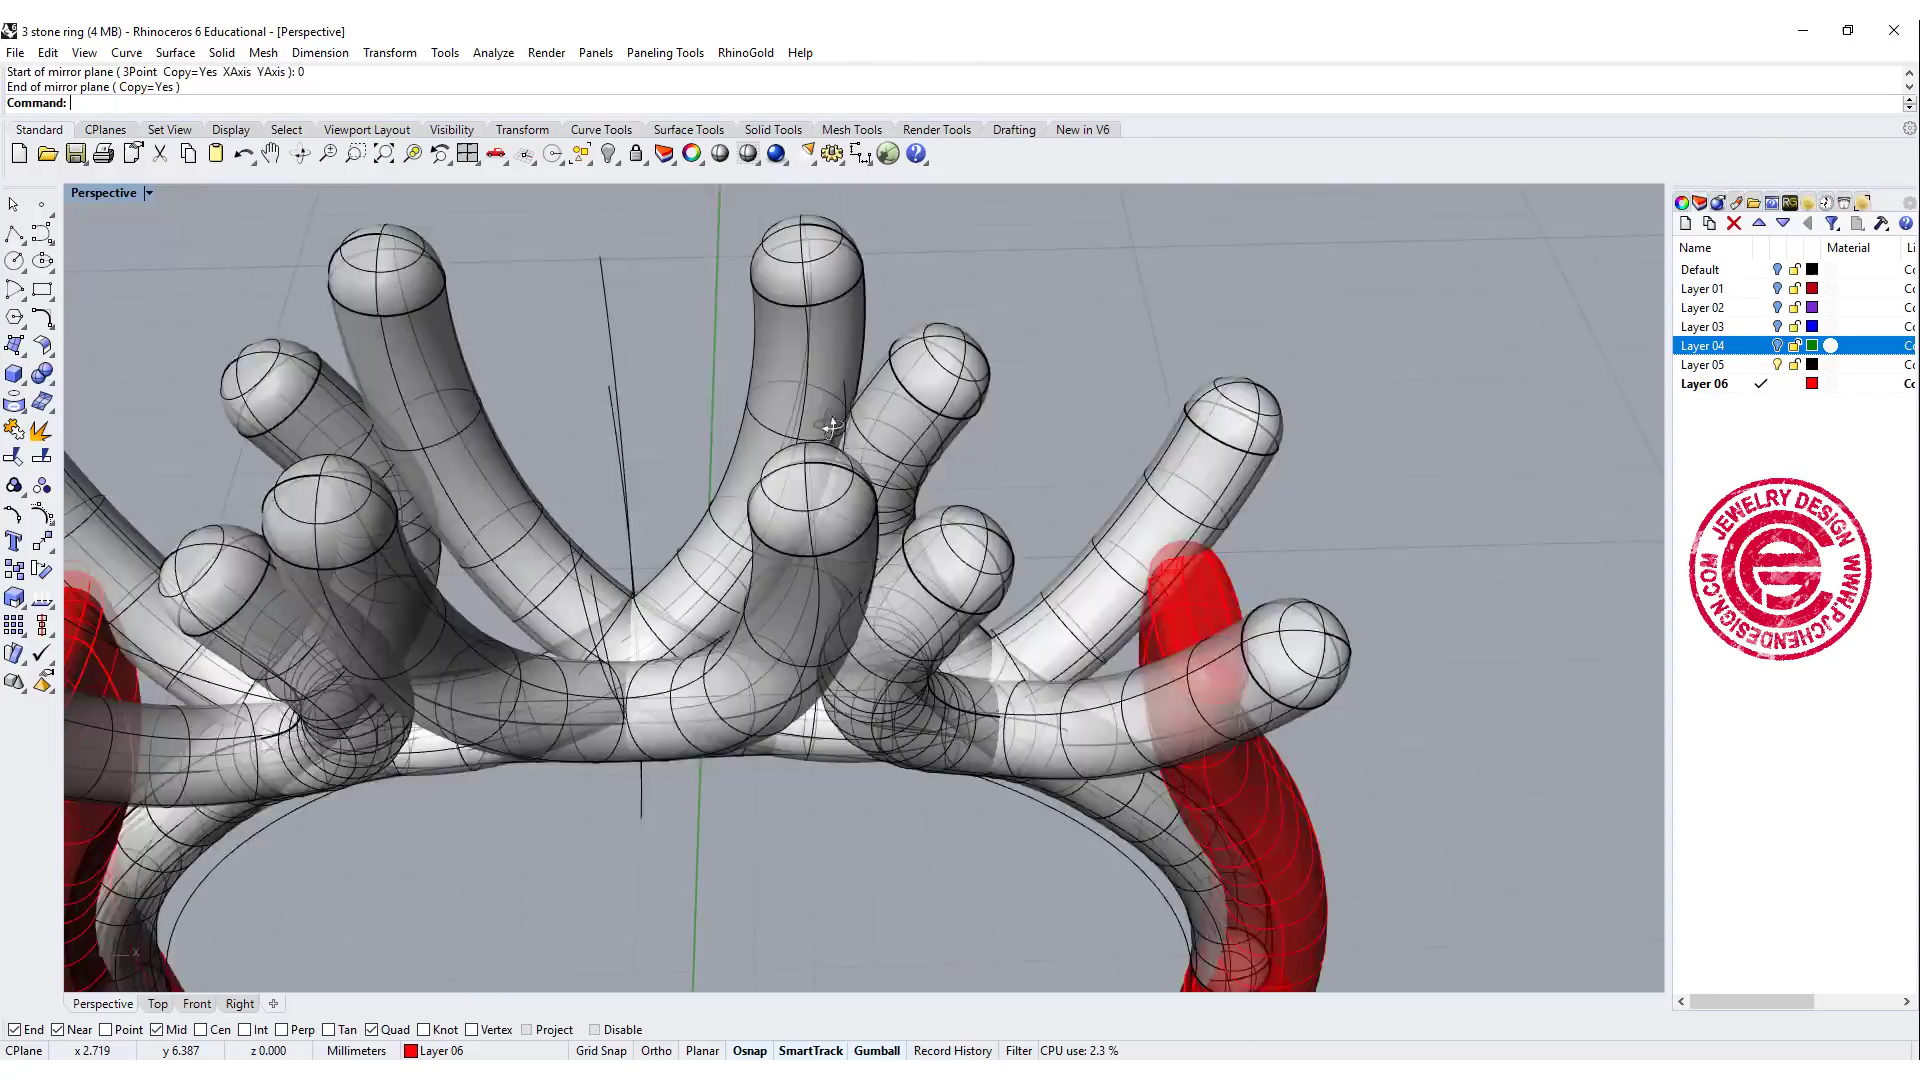 3 stone ring (4 MB) - Rhinoceros 6 Educational - [Perspective]
File Edit View Curve Surface Solid Mesh Dimension Transform Tools Analyze Render Panels Paneling Tools RhinoGold Help
Start of mirror plane ( 3Point Copy=Yes XAxis YAxis ): 0
End of mirror plane ( Copy=Yes )
Command:
Standard CPlanes Set View Display Select Viewport Layout Visibility Transform Curve Tools Surface Tools Solid Tools Mesh Tools Render Tools Drafting New in V6
Perspective
Name Material Li
Default
Layer 01
Layer 02
Layer 03
Layer 04
Layer 05
Layer 06
JEWELRY DESIGN
WWW.PJCHENDESIGN.COM
x
Perspective Top Front Right
End Near Point Mid Cen Int Perp Tan Quad Knot Vertex Project Disable
CPlane x 2.719 y 6.387 z 0.000 Millimeters Layer 06 Grid Snap Ortho Planar Osnap SmartTrack Gumball Record History Filter CPU use: 2.3 %